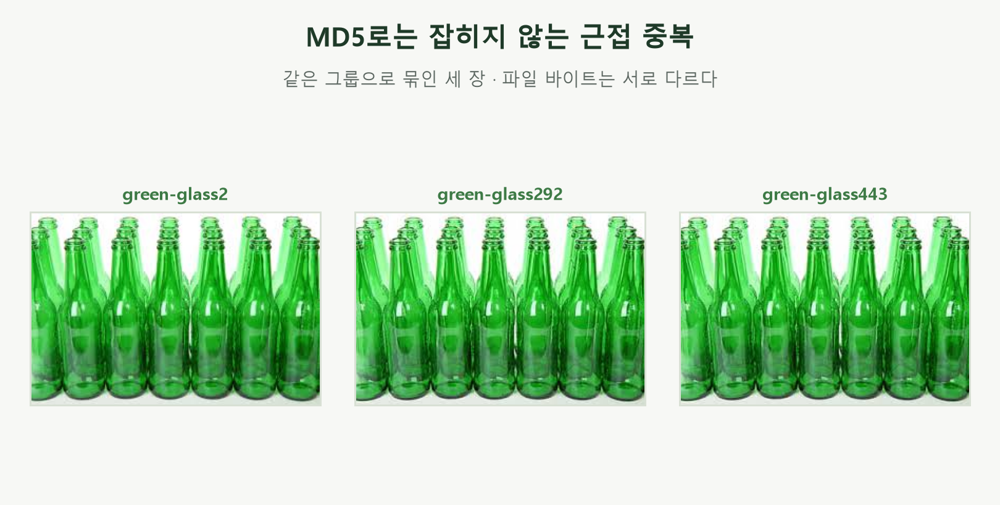 MD5로는 잡히지 않는 근접 중복
같은 그룹으로 묶인 세 장 · 파일 바이트는 서로 다르다
green-glass2
green-glass292
green-glass443